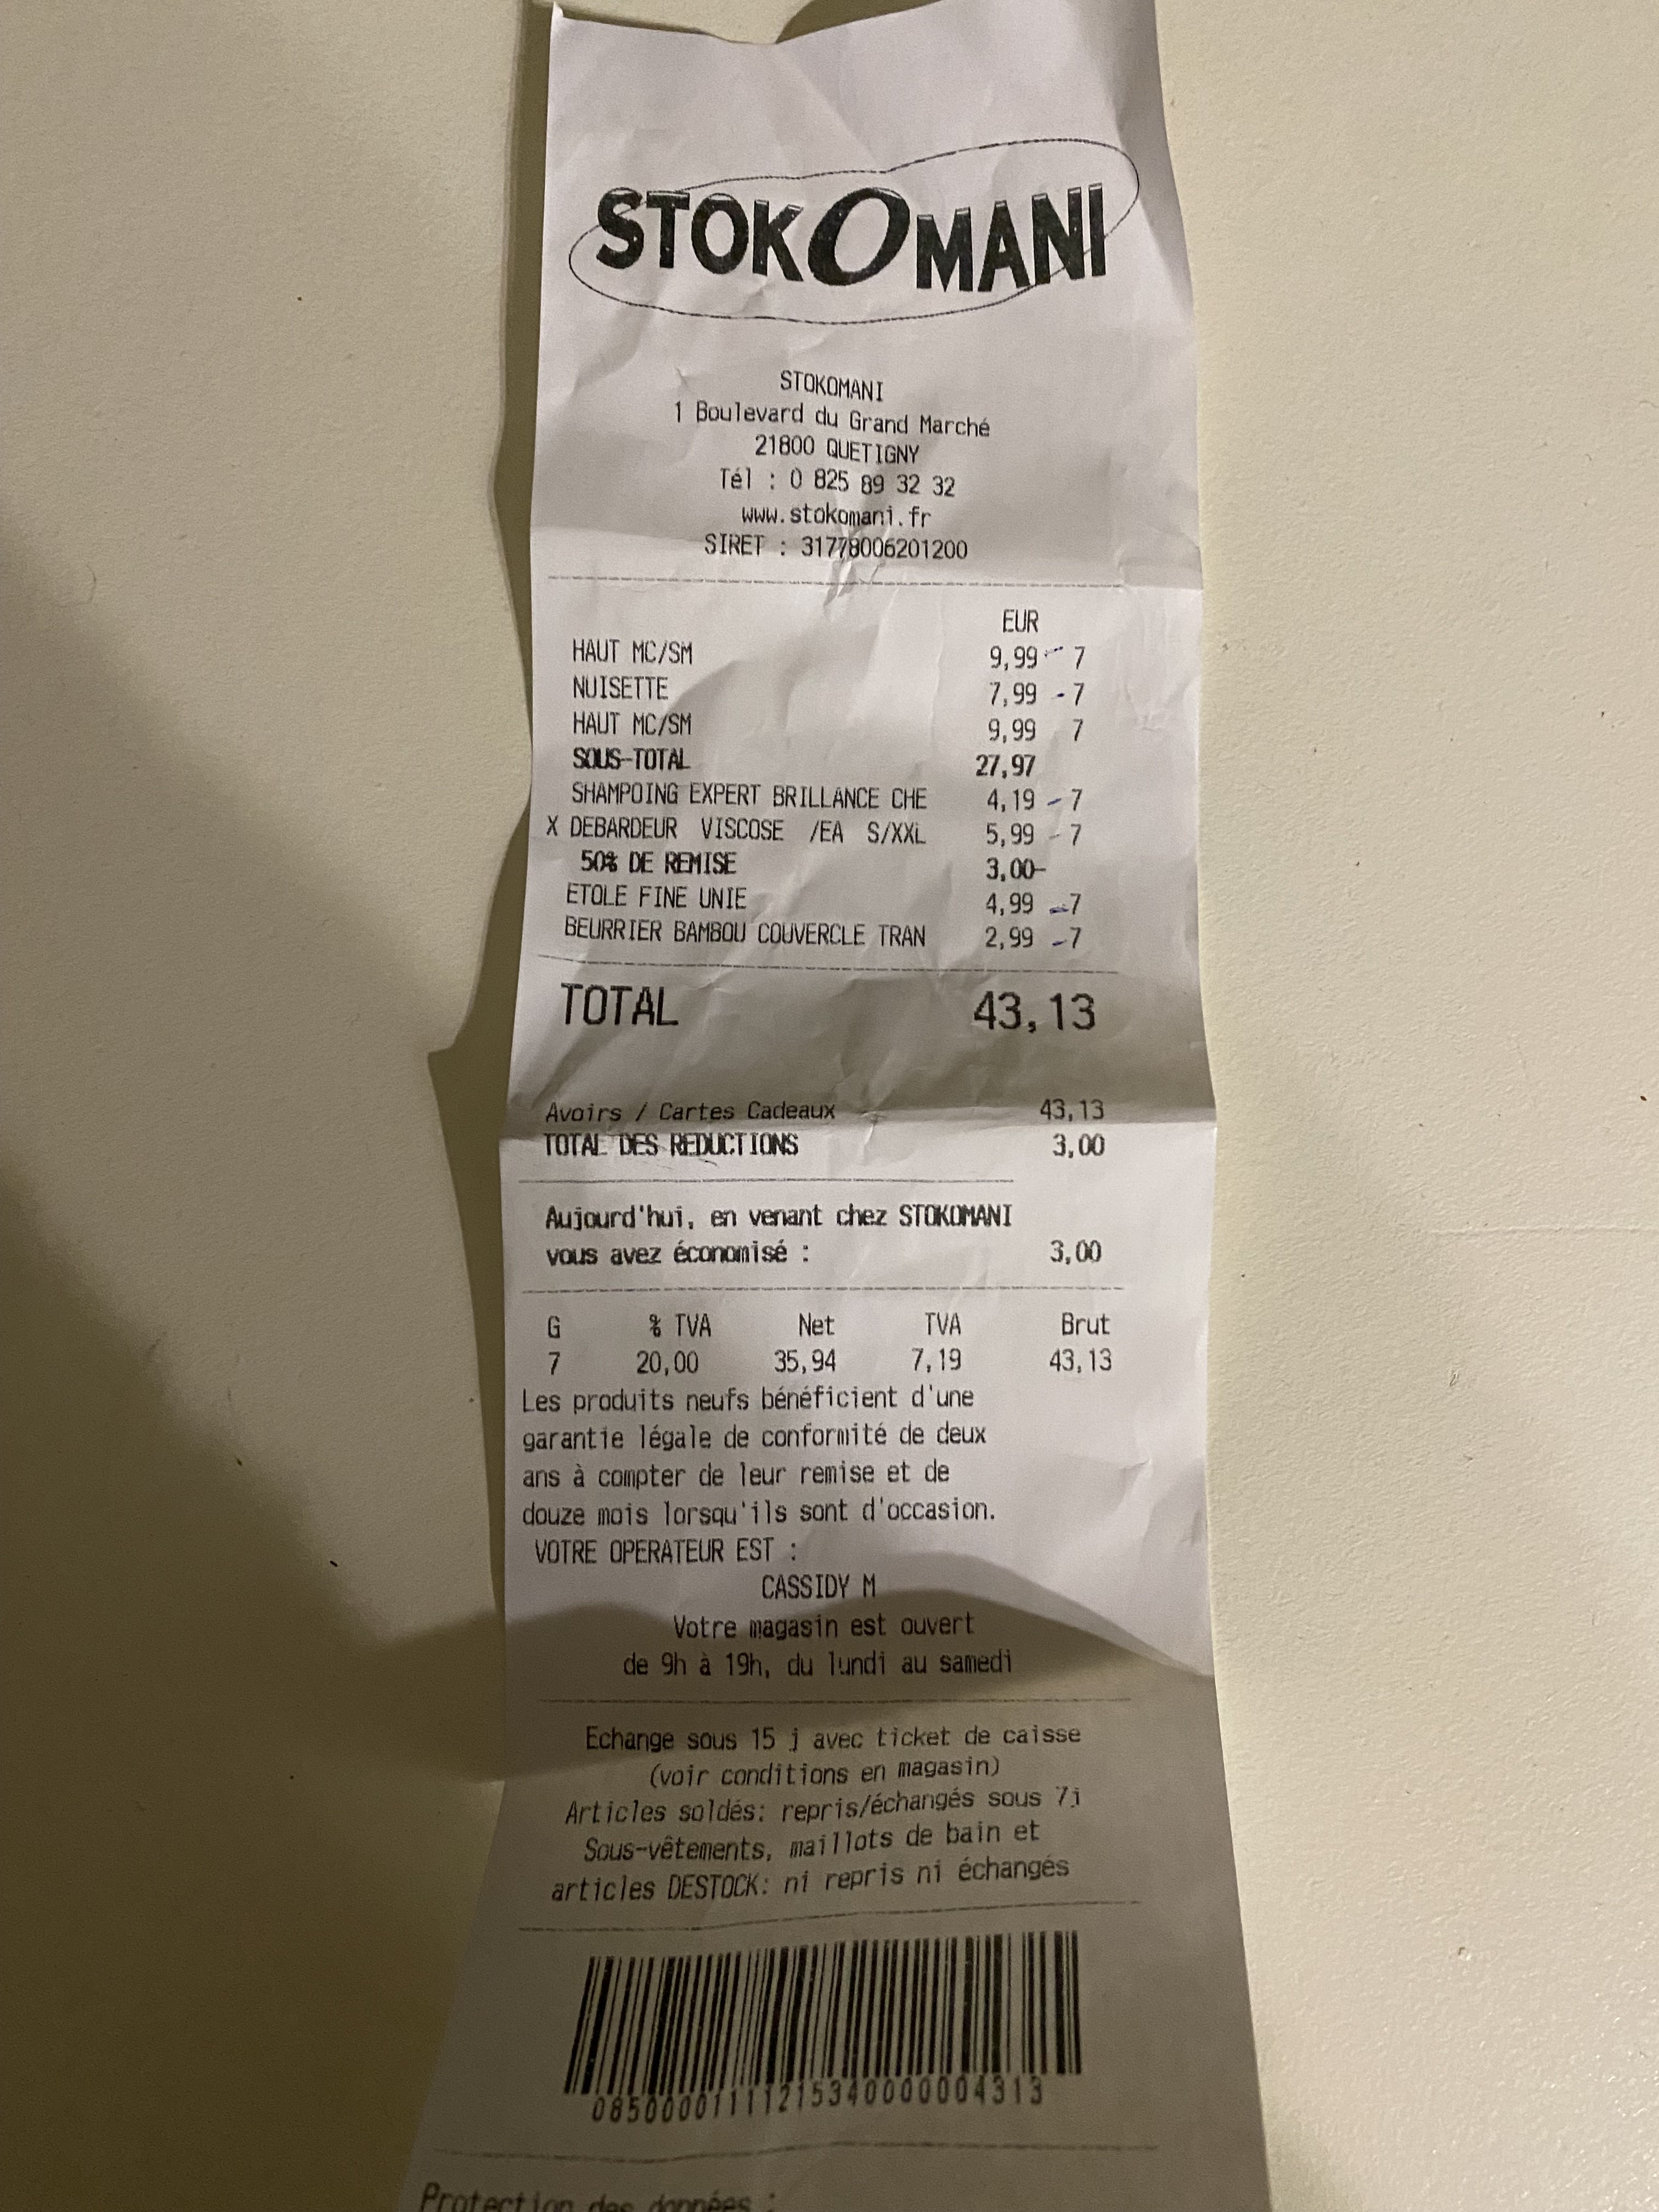 STOKOMANI
STOKOMANI
1 Boulevard du Grand Marché
21800 QUETIGNY
Tél : 0 825 89 32 32
www.stokomani.fr
SIRET : 31778006201200
EUR
HAUT MC/SM 9,99 7
NUISETTE 7,99 7
HAUT MC/SM 9,99 7
SOUS-TOTAL 27,97
SHAMPOING EXPERT BRILLANCE CHE 4,19 7
X DEBARDEUR VISCOSE /EA S/XXL 5,99 7
50% DE REMISE 3,00-
ETOLE FINE UNIE 4,99 7
BEURRIER BAMBOU COUVERCLE TRAN 2,99 7
TOTAL 43,13
Avoirs / Cartes Cadeaux 43,13
TOTAL DES REDUCTIONS 3,00
Aujourd'hui, en venant chez STOKOMANI
vous avez économisé : 3,00
G % TVA Net TVA Brut
7 20,00 35,94 7,19 43,13
Les produits neufs bénéficient d'une
garantie légale de conformité de deux
ans à compter de leur remise et de
douze mois lorsqu'ils sont d'occasion.
VOTRE OPERATEUR EST :
CASSIDY M
Votre magasin est ouvert
de 9h à 19h, du lundi au samedi
Echange sous 15 j avec ticket de caisse
(voir conditions en magasin)
Articles soldés: repris/échangés sous 7j
Sous-vêtements, maillots de bain et
articles DESTOCK: ni repris ni échangés
08500001111215340000004313
Protection des données :